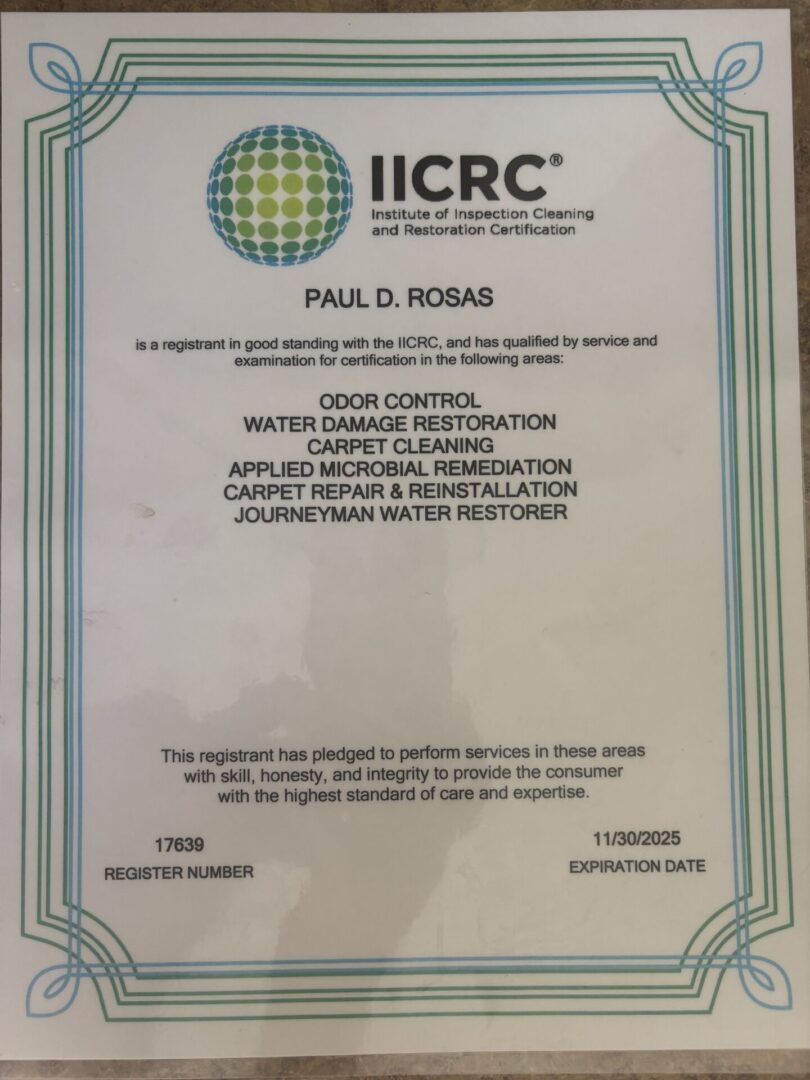 IICRC®
Institute of Inspection Cleaning
and Restoration Certification
PAUL D. ROSAS
is a registrant in good standing with the IICRC, and has qualified by service and
examination for certification in the following areas:
ODOR CONTROL
WATER DAMAGE RESTORATION
CARPET CLEANING
APPLIED MICROBIAL REMEDIATION
CARPET REPAIR & REINSTALLATION
JOURNEYMAN WATER RESTORER
This registrant has pledged to perform services in these areas
with skill, honesty, and integrity to provide the consumer
with the highest standard of care and expertise.
17639
REGISTER NUMBER
11/30/2025
EXPIRATION DATE